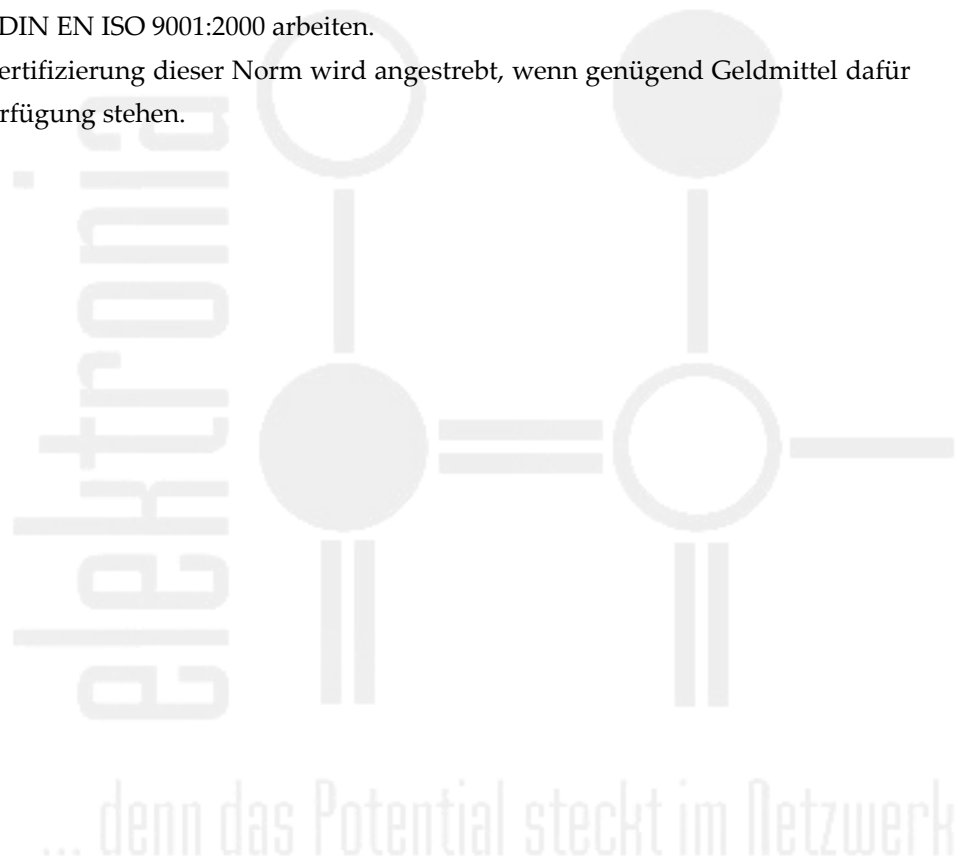 DIN EN ISO 9001:2000 arbeiten.
ertifizierung dieser Norm wird angestrebt, wenn genügend Geldmittel dafür
rfügung stehen.
elektronia
... denn das Potential steckt im Netzwerk